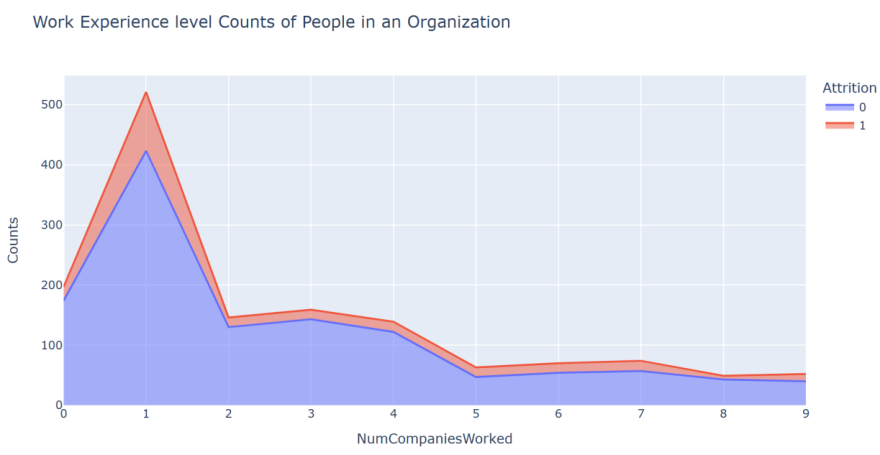 Work Experience level Counts of People in an Organization
Attrition
0
1
Counts
500
400
300
200
100
0
0 1 2 3 4 5 6 7 8 9
NumCompaniesWorked